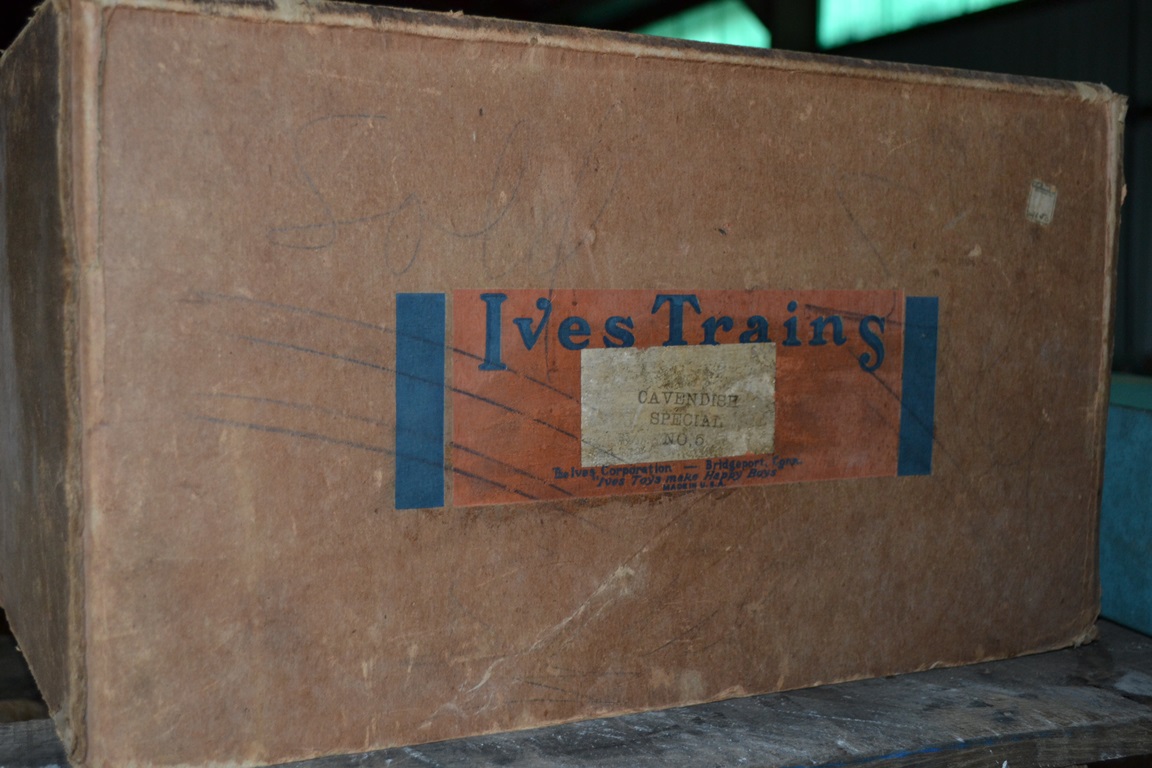 Ives Trains
CAVENDISH
SPECIAL
NO.6
The Ives Corporation — Bridgeport, Conn.
"Ives Toys make Happy Boys"
MADE IN U.S.A.